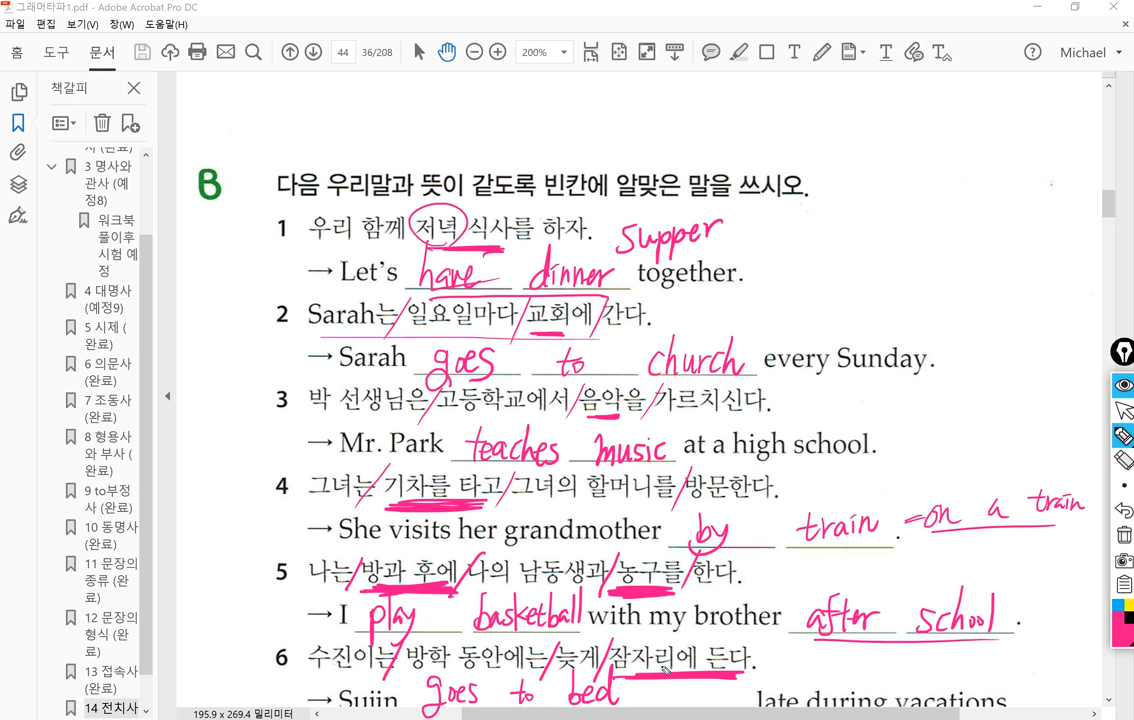 그래머타파1.pdf - Adobe Acrobat Pro DC
파일 편집 보기(V) 창(W) 도움말(H)
홈 도구 문서 44 36/208 200% Michael
책갈피
사 (완료)
3 명사와 관사 (예정8)
워크북 풀이후 시험 예정
4 대명사 (예정9)
5 시제 (완료)
6 의문사 (완료)
7 조동사 (완료)
8 형용사와 부사 (완료)
9 to부정사 (완료)
10 동명사 (완료)
11 문장의 종류 (완료)
12 문장의 형식 (완료)
13 접속사 (완료)
14 전치사
B 다음 우리말과 뜻이 같도록 빈칸에 알맞은 말을 쓰시오.
1 우리 함께 저녁 식사를 하자. supper
→ Let's have dinner together.
2 Sarah는 일요일마다 교회에 간다.
→ Sarah goes to church every Sunday.
3 박 선생님은 고등학교에서 음악을 가르치신다.
→ Mr. Park teaches music at a high school.
4 그녀는 기차를 타고 그녀의 할머니를 방문한다.
→ She visits her grandmother by train. = on a train
5 나는 방과 후에 나의 남동생과 농구를 한다.
→ I play basketball with my brother after school.
6 수진이는 방학 동안에는 늦게 잠자리에 든다.
→ Sujin goes to bed late during vacations
195.9 x 269.4 밀리미터